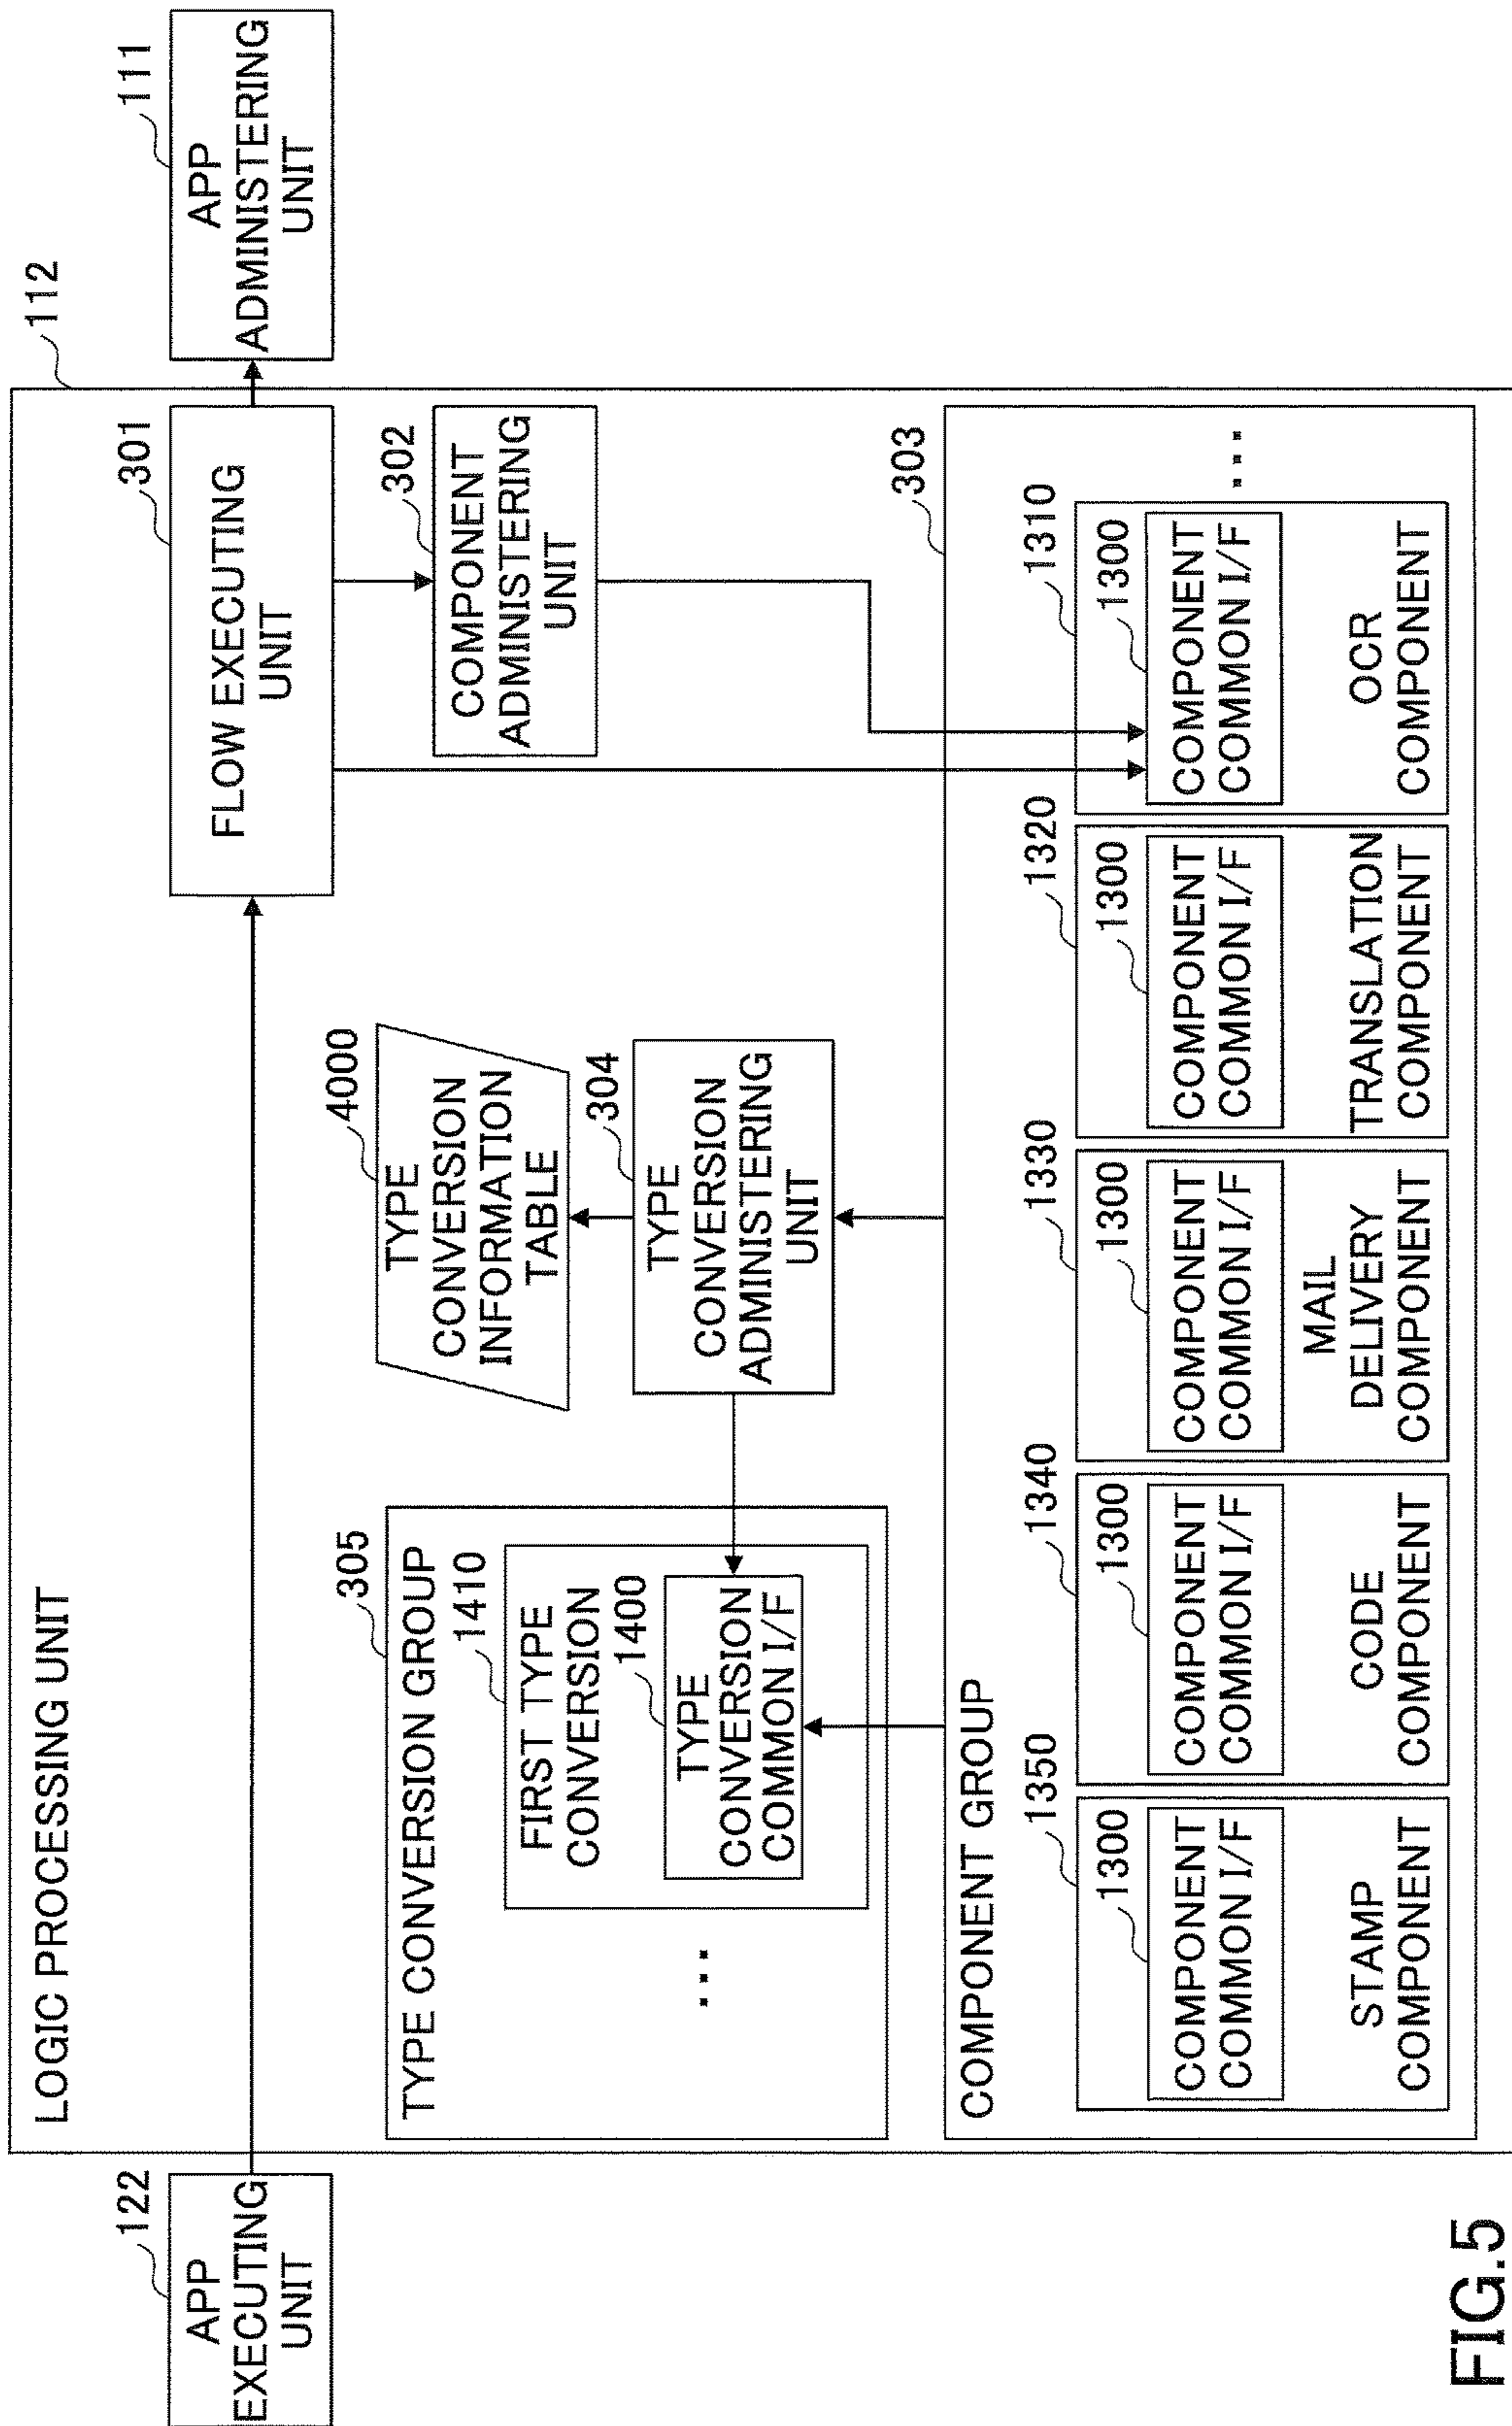 FIG.5
LOGIC PROCESSING UNIT
112
122
APP
EXECUTING
UNIT
301
FLOW EXECUTING
UNIT
111
APP
ADMINISTERING
UNIT
305
TYPE CONVERSION GROUP
1410
FIRST TYPE
CONVERSION
1400
TYPE
CONVERSION
COMMON I/F
...
4000
TYPE
CONVERSION
INFORMATION
TABLE
304
TYPE
CONVERSION
ADMINISTERING
UNIT
302
COMPONENT
ADMINISTERING
UNIT
303
COMPONENT GROUP
1350
1300
COMPONENT
COMMON I/F
STAMP
COMPONENT
1340
1300
COMPONENT
COMMON I/F
CODE
COMPONENT
1330
1300
COMPONENT
COMMON I/F
MAIL
DELIVERY
COMPONENT
1320
1300
COMPONENT
COMMON I/F
TRANSLATION
COMPONENT
1310
1300
COMPONENT
COMMON I/F
OCR
COMPONENT
...